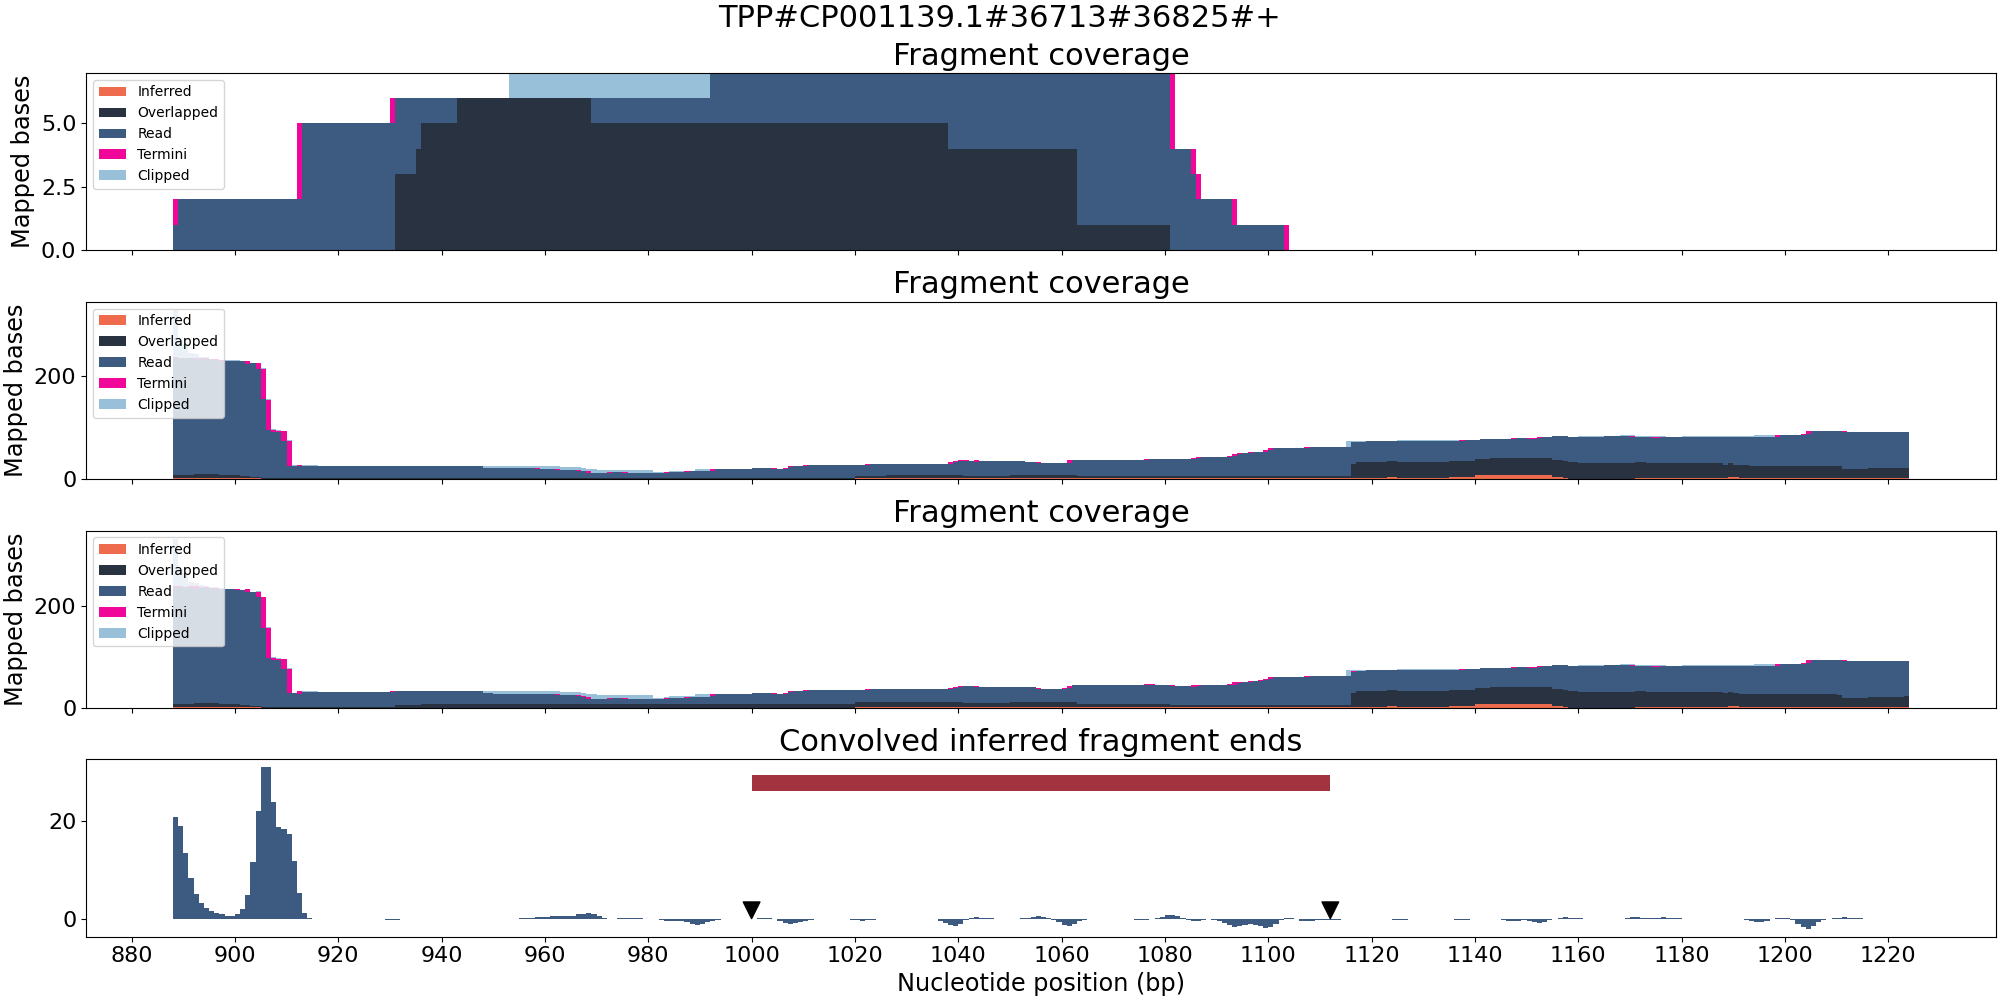 TPP#CP001139.1#36713#36825#+
Fragment coverage
Mapped bases
5.0
2.5
0.0
Inferred
Overlapped
Read
Termini
Clipped
Fragment coverage
Mapped bases
200
0
Inferred
Overlapped
Read
Termini
Clipped
Fragment coverage
Mapped bases
200
0
Inferred
Overlapped
Read
Termini
Clipped
Convolved inferred fragment ends
20
0
880 900 920 940 960 980 1000 1020 1040 1060 1080 1100 1120 1140 1160 1180 1200 1220
Nucleotide position (bp)